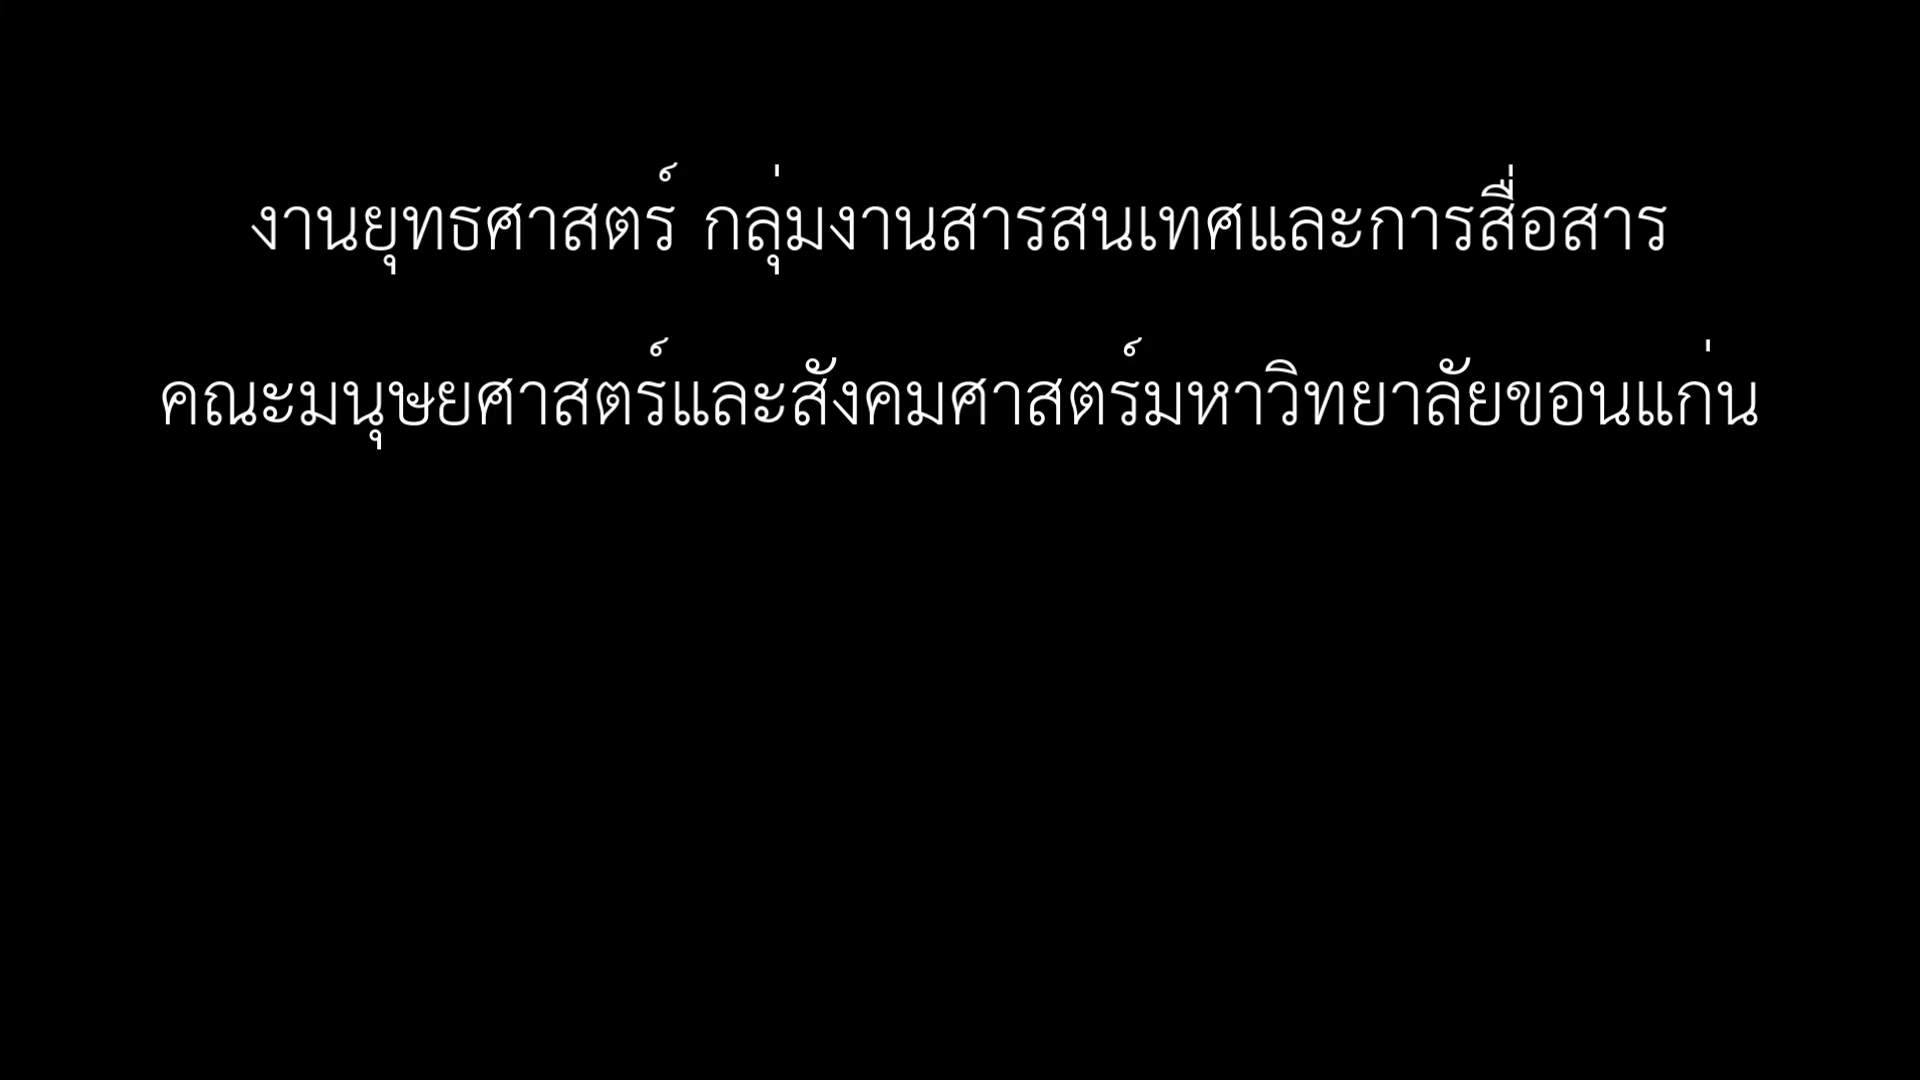 งานยุทธศาสตร์ กลุ่มงานสารสนเทศและการสื่อสาร
คณะมนุษยศาสตร์และสังคมศาสตร์มหาวิทยาลัยขอนแก่น